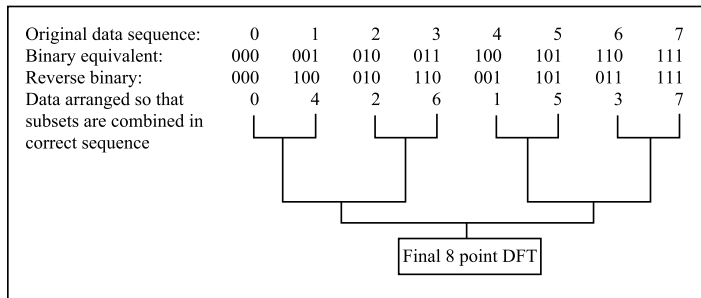 Original data sequence: 0 1 2 3 4 5 6 7
Binary equivalent: 000 001 010 011 100 101 110 111
Reverse binary: 000 100 010 110 001 101 011 111
Data arranged so that 0 4 2 6 1 5 3 7
subsets are combined in
correct sequence
Final 8 point DFT